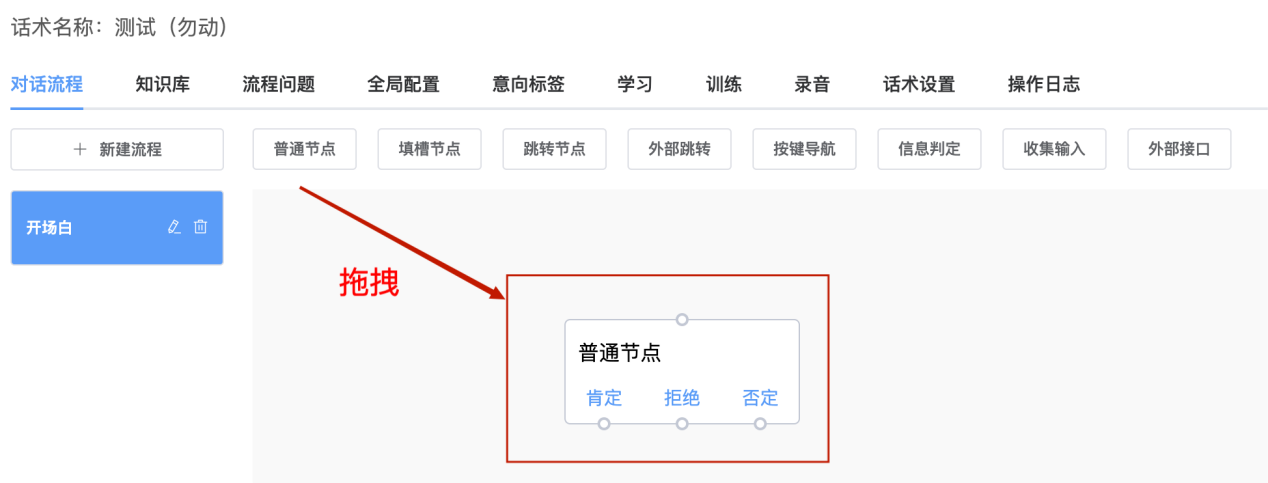 话术名称：测试（勿动）
对话流程 知识库 流程问题 全局配置 意向标签 学习 训练 录音 话术设置 操作日志
＋ 新建流程 普通节点 填槽节点 跳转节点 外部跳转 按键导航 信息判定 收集输入 外部接口
开场白
拖拽
普通节点
肯定 拒绝 否定